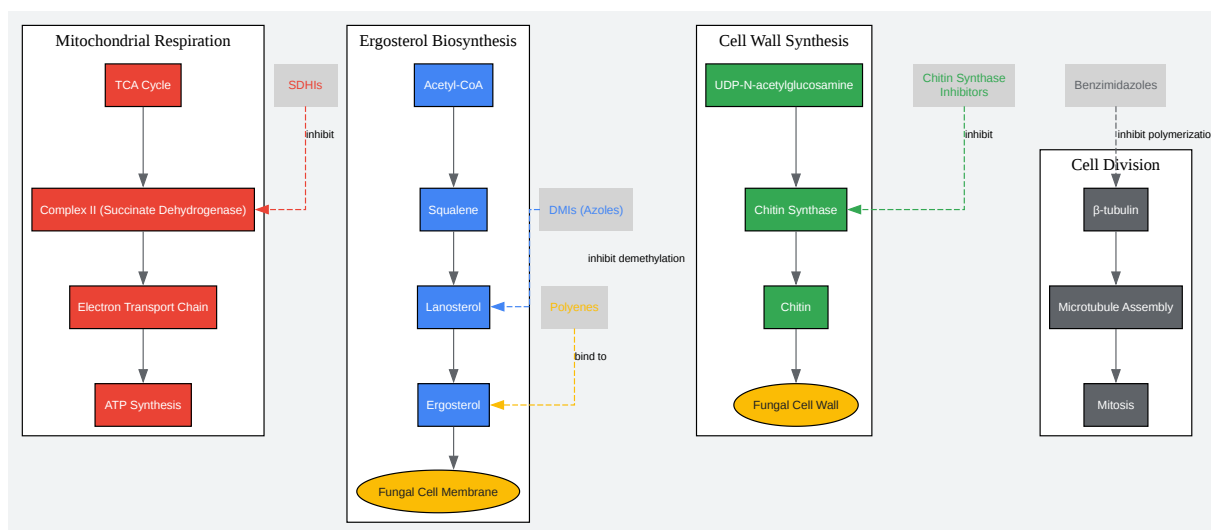 Mitochondrial Respiration
TCA Cycle
SDHIs
inhibit
Complex II (Succinate Dehydrogenase)
Electron Transport Chain
ATP Synthesis
Ergosterol Biosynthesis
Acetyl-CoA
Squalene
DMIs (Azoles)
inhibit demethylation
Lanosterol
Polyenes
bind to
Ergosterol
Fungal Cell Membrane
Cell Wall Synthesis
UDP-N-acetylglucosamine
Chitin Synthase
Inhibitors
inhibit
Chitin Synthase
Chitin
Fungal Cell Wall
Benzimidazoles
inhibit polymerizatio
Cell Division
β-tubulin
Microtubule Assembly
Mitosis